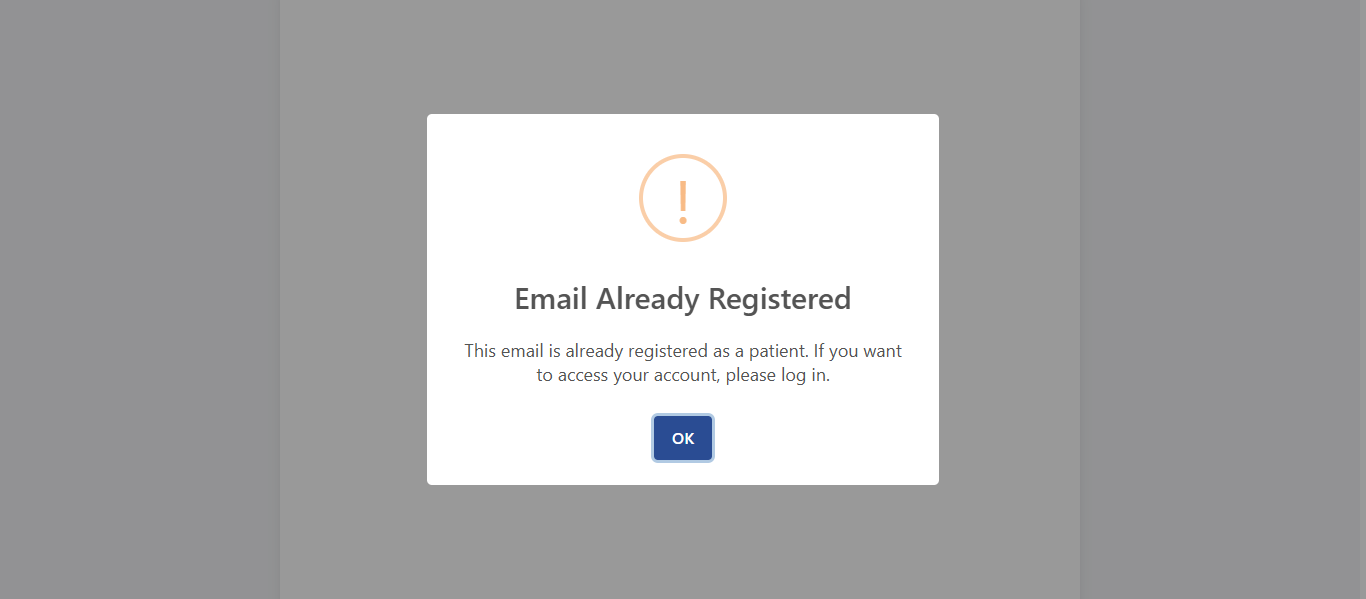 !
Email Already Registered
This email is already registered as a patient. If you want
to access your account, please log in.
OK